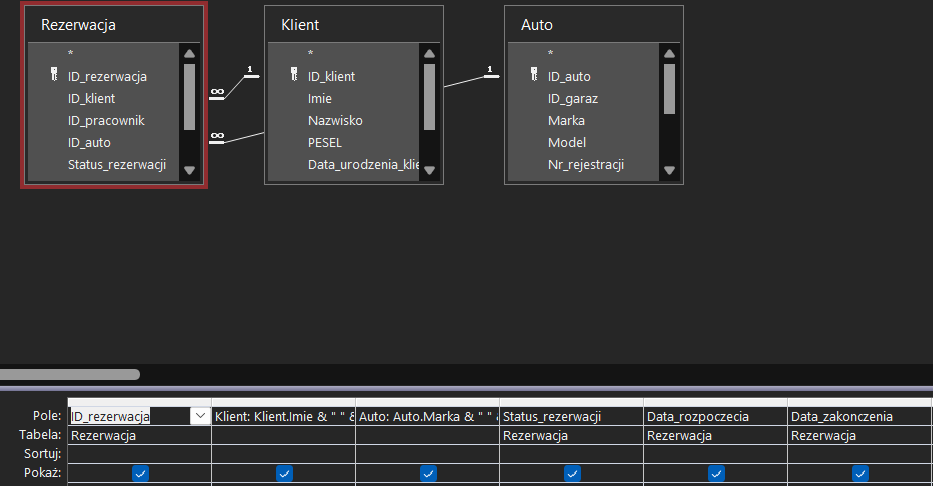 Rezerwacja
*
ID_rezerwacja
ID_klient
ID_pracownik
ID_auto
Status_rezerwacji
∞
∞
1
Klient
*
ID_klient
Imie
Nazwisko
PESEL
Data_urodzenia_klie
1
Auto
*
ID_auto
ID_garaz
Marka
Model
Nr_rejestracji
Pole: ID_rezerwacja Klient: Klient.Imie & " " & Auto: Auto.Marka & " " & Status_rezerwacji Data_rozpoczecia Data_zakonczenia
Tabela: Rezerwacja Rezerwacja Rezerwacja Rezerwacja
Sortuj:
Pokaż: